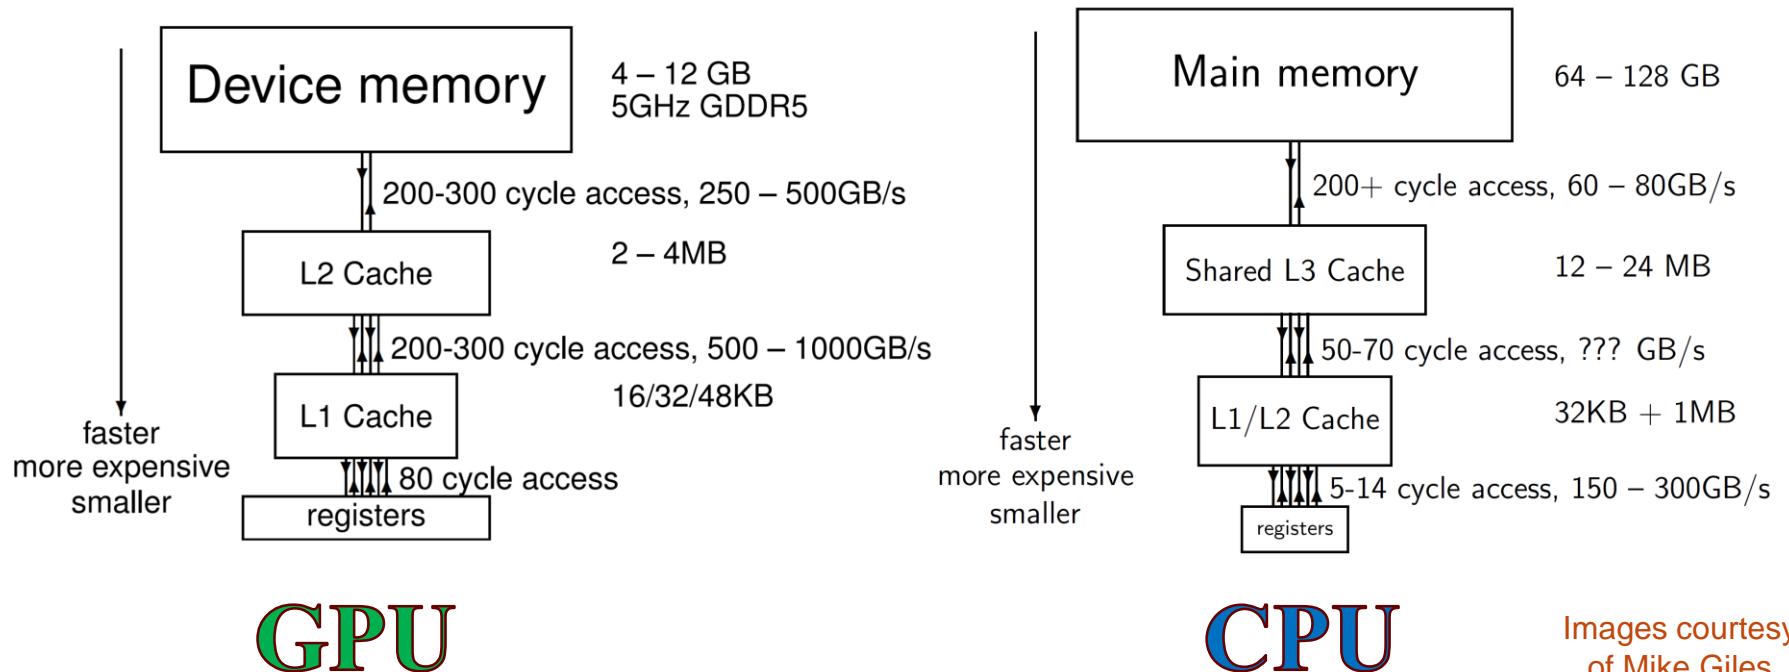 Device memory
4 – 12 GB
5GHz GDDR5
200-300 cycle access, 250 – 500GB/s
L2 Cache
2 – 4MB
200-300 cycle access, 500 – 1000GB/s
L1 Cache
16/32/48KB
80 cycle access
registers
faster
more expensive
smaller
GPU
Main memory
64 – 128 GB
200+ cycle access, 60 – 80GB/s
Shared L3 Cache
12 – 24 MB
50-70 cycle access, ??? GB/s
L1/L2 Cache
32KB + 1MB
5-14 cycle access, 150 – 300GB/s
registers
faster
more expensive
smaller
CPU
Images courtesy
of Mike Giles